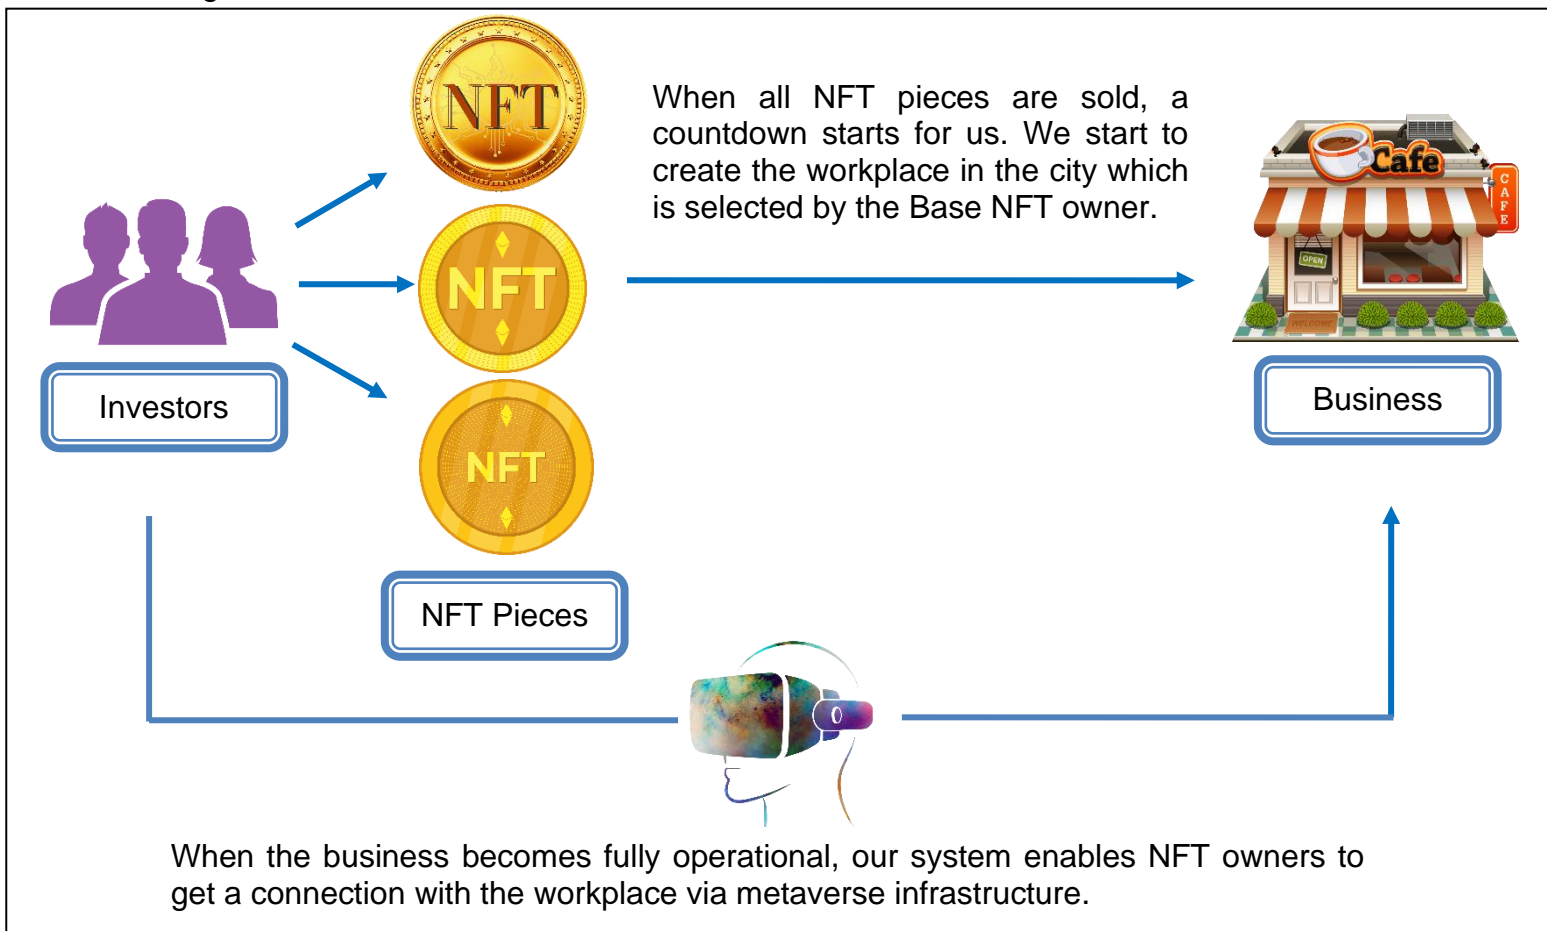 NFT
When all NFT pieces are sold, a
countdown starts for us. We start to
create the workplace in the city which
is selected by the Base NFT owner.
Cafe
CAFE
OPEN
WELCOME
NFT
Investors
Business
NFT
NFT Pieces
When the business becomes fully operational, our system enables NFT owners to
get a connection with the workplace via metaverse infrastructure.